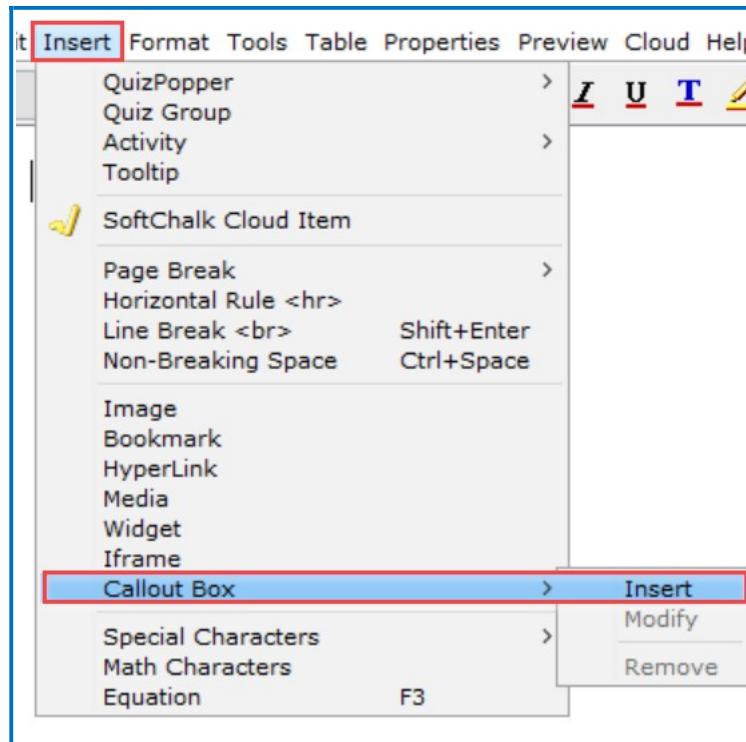 it Insert Format Tools Table Properties Preview Cloud Help
I U T
QuizPopper >
Quiz Group
Activity >
Tooltip
SoftChalk Cloud Item
Page Break >
Horizontal Rule <hr>
Line Break <br> Shift+Enter
Non-Breaking Space Ctrl+Space
Image
Bookmark
HyperLink
Media
Widget
Iframe
Callout Box > Insert
Modify
Remove
Special Characters >
Math Characters
Equation F3